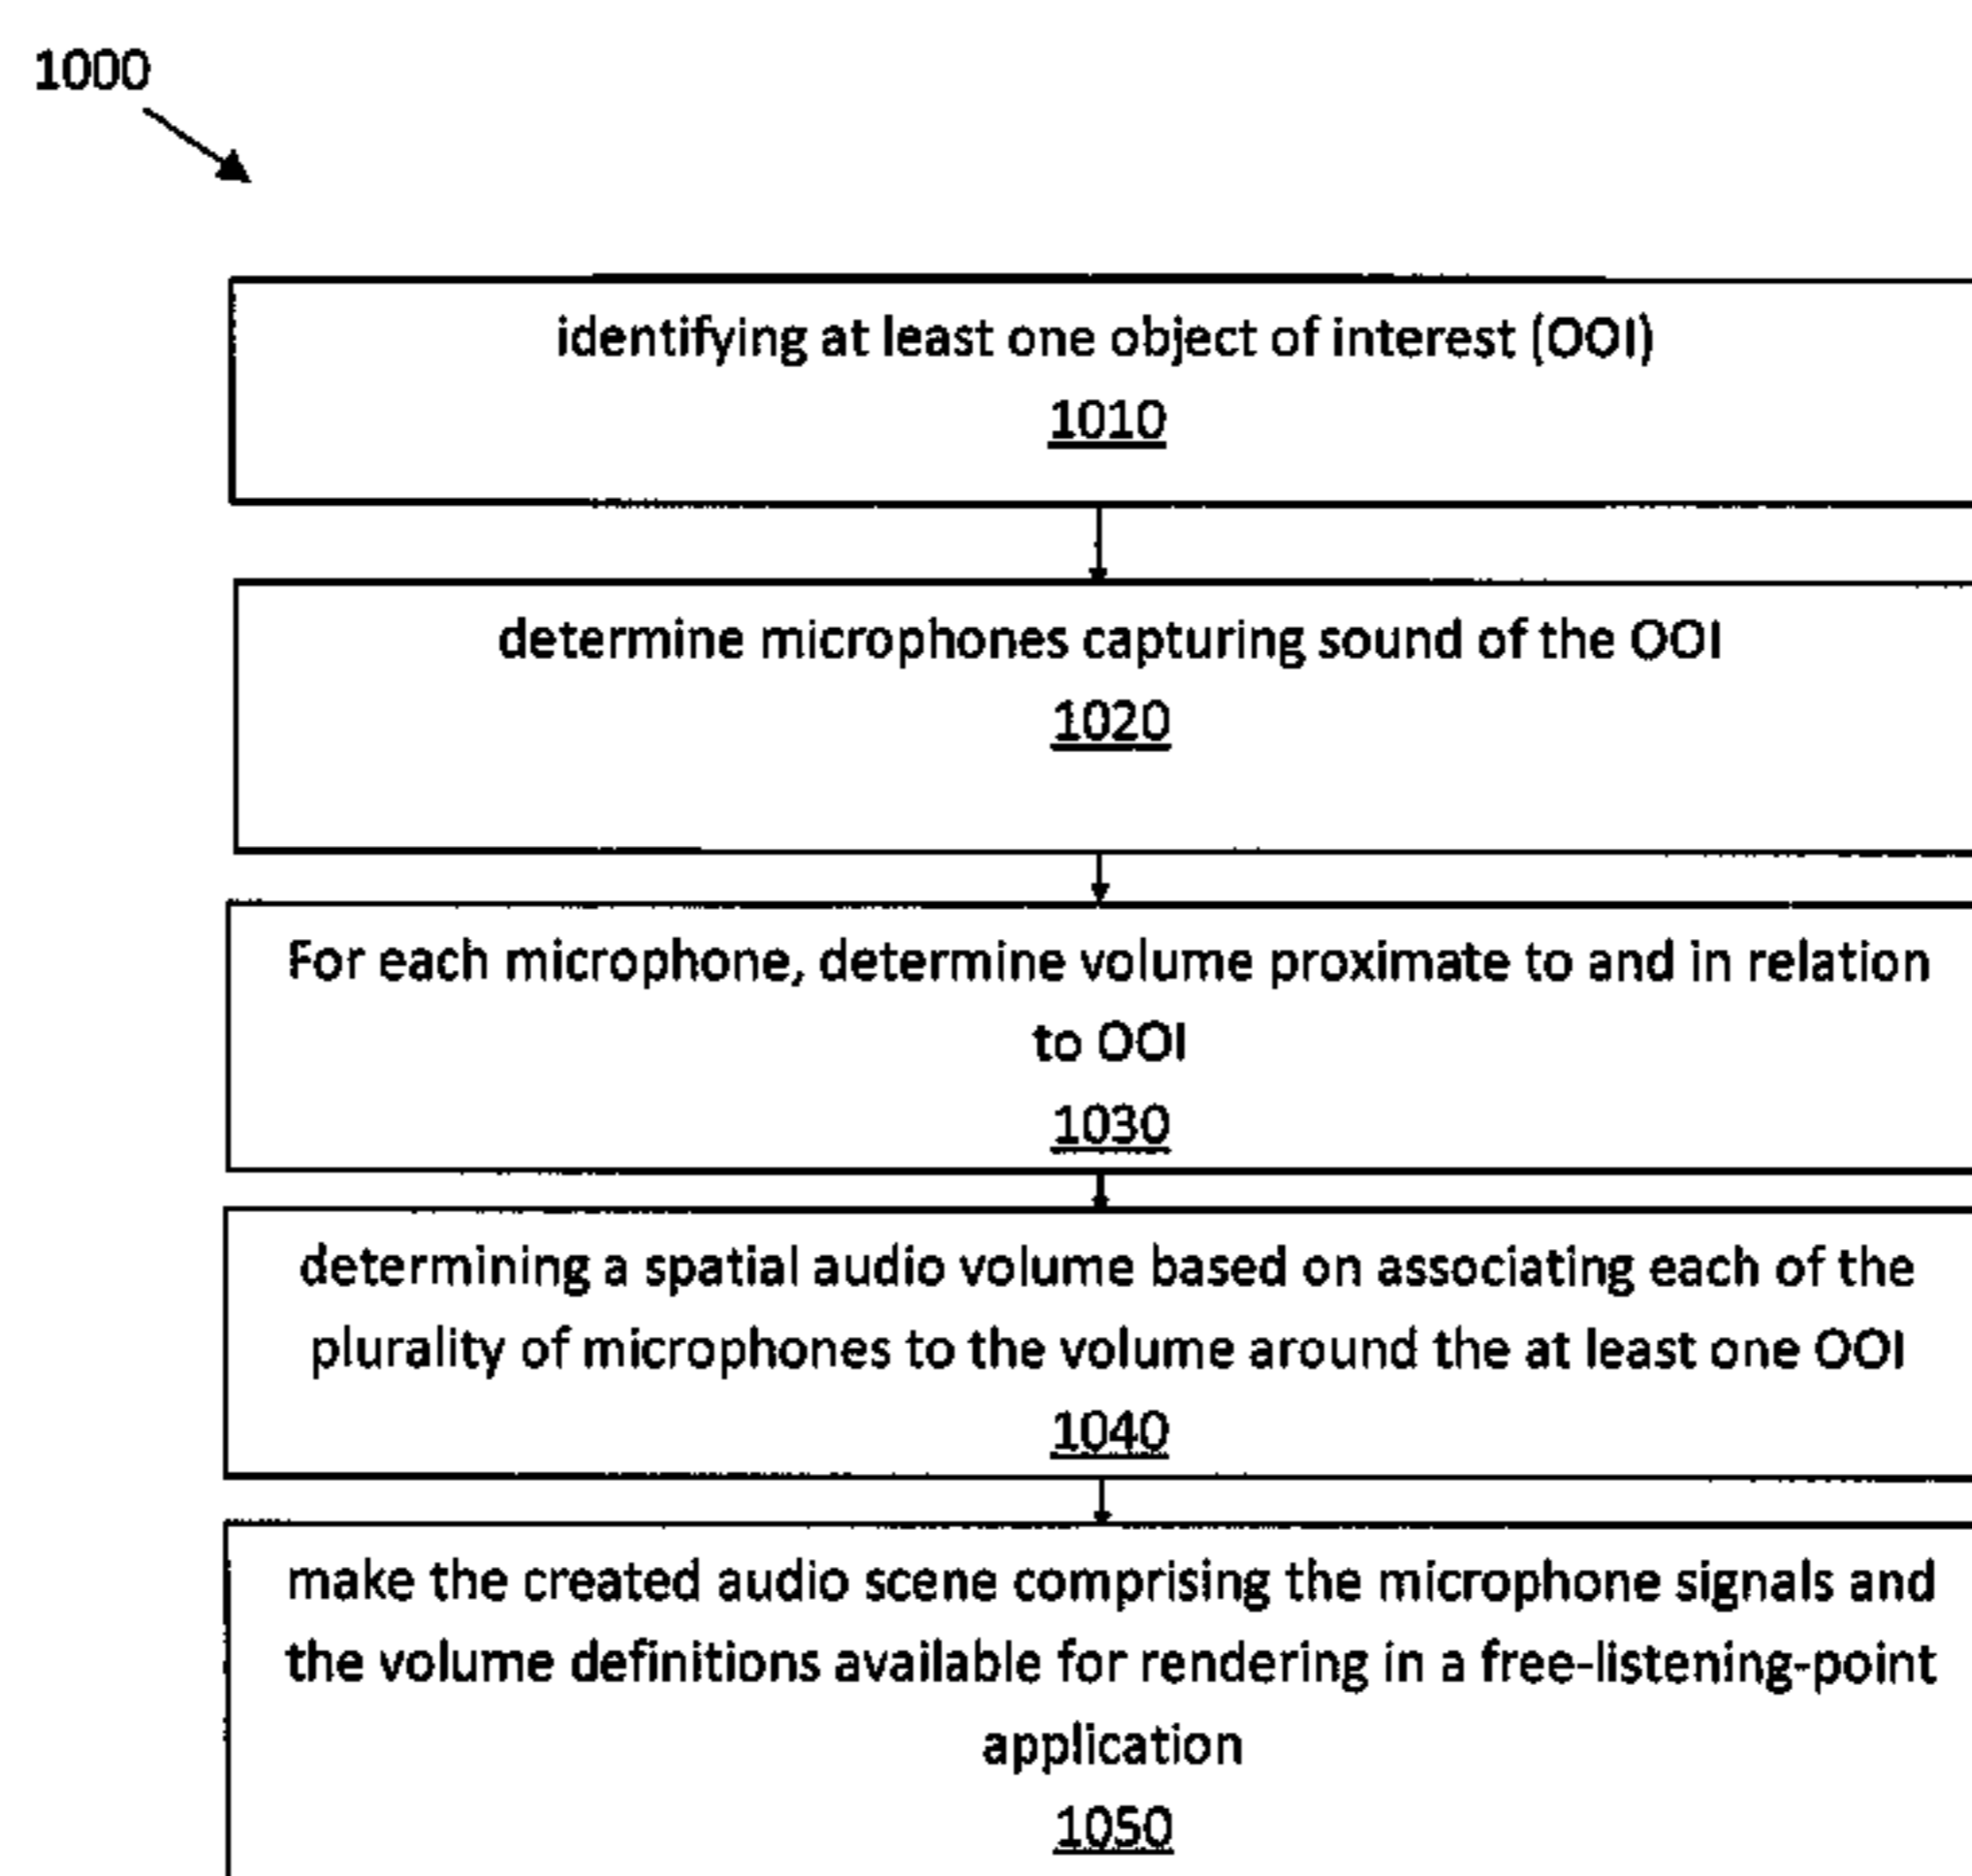 1000
identifying at least one object of interest (OOI)
1010
determine microphones capturing sound of the OOI
1020
For each microphone, determine volume proximate to and in relation
to OOI
1030
determining a spatial audio volume based on associating each of the
plurality of microphones to the volume around the at least one OOI
1040
make the created audio scene comprising the microphone signals and
the volume definitions available for rendering in a free-listening-point
application
1050